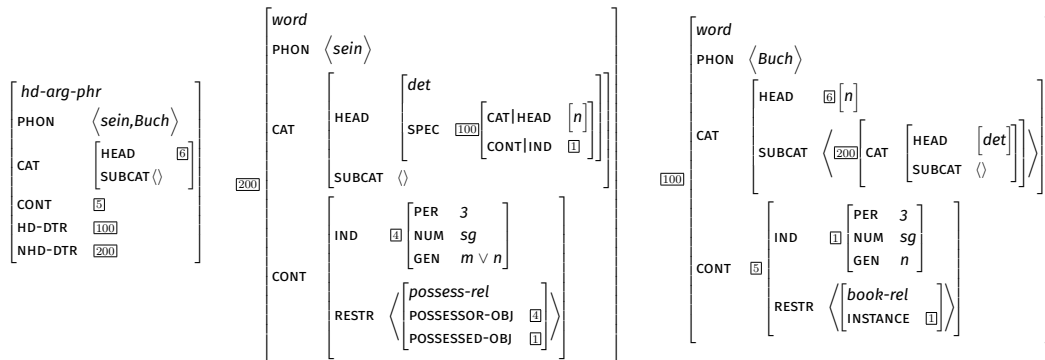 hd-arg-phr
PHON ⟨sein,Buch⟩
CAT [HEAD 6
SUBCAT ⟨⟩]
CONT 5
HD-DTR 100
NHD-DTR 200
200
word
PHON ⟨sein⟩
CAT
HEAD
det
SPEC 100 [CAT|HEAD [n]
CONT|IND 1]
SUBCAT ⟨⟩
CONT
IND 4 [PER 3
NUM sg
GEN m ∨ n]
RESTR ⟨[possess-rel
POSSESSOR-OBJ 4
POSSESSED-OBJ 1]⟩
100
word
PHON ⟨Buch⟩
CAT
HEAD 6 [n]
SUBCAT ⟨200 [CAT [HEAD [det]
SUBCAT ⟨⟩]]⟩
CONT 5
IND 1 [PER 3
NUM sg
GEN n]
RESTR ⟨[book-rel
INSTANCE 1]⟩